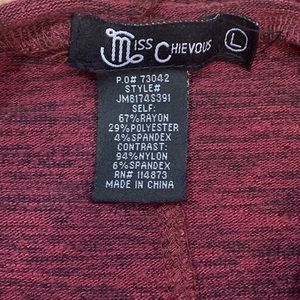 Miss Chievous L
P.O# 73042
STYLE#
JM8174S391
SELF:
67%RAYON
29%POLYESTER
4%SPANDEX
CONTRAST:
94%NYLON
6%SPANDEX
RN# 114873
MADE IN CHINA